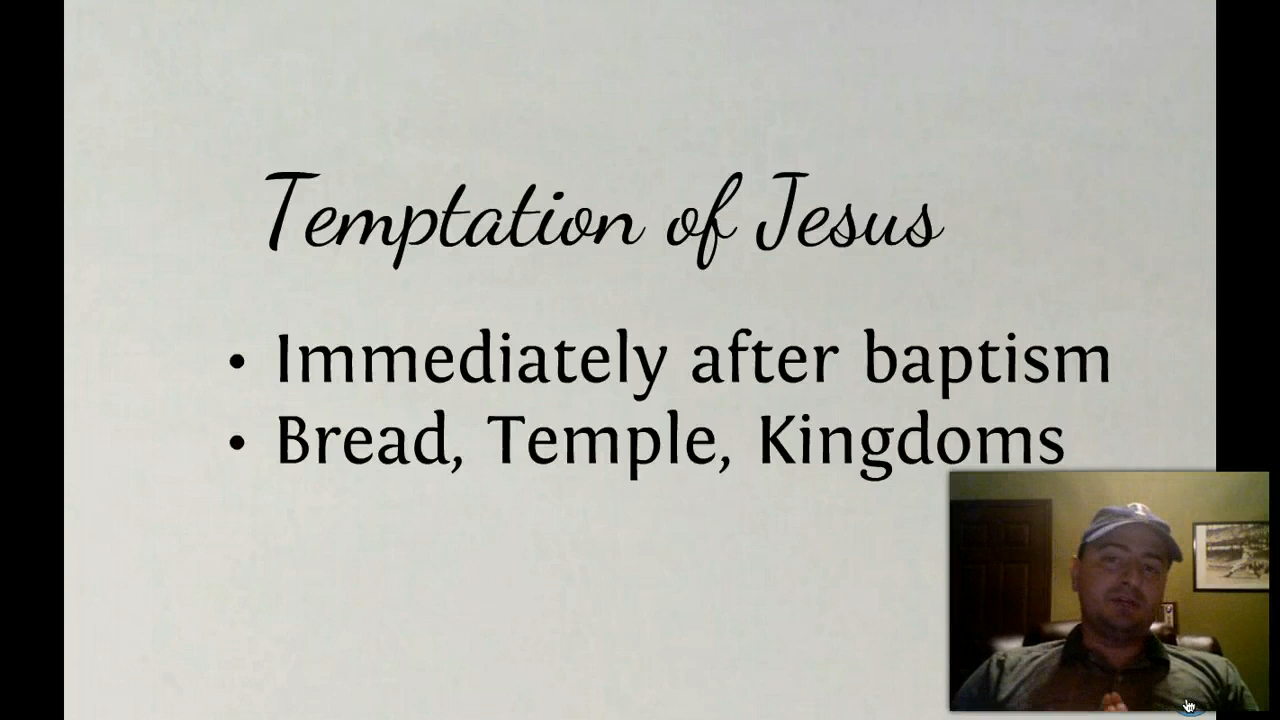 Temptation of Jesus
• Immediately after baptism
• Bread, Temple, Kingdoms